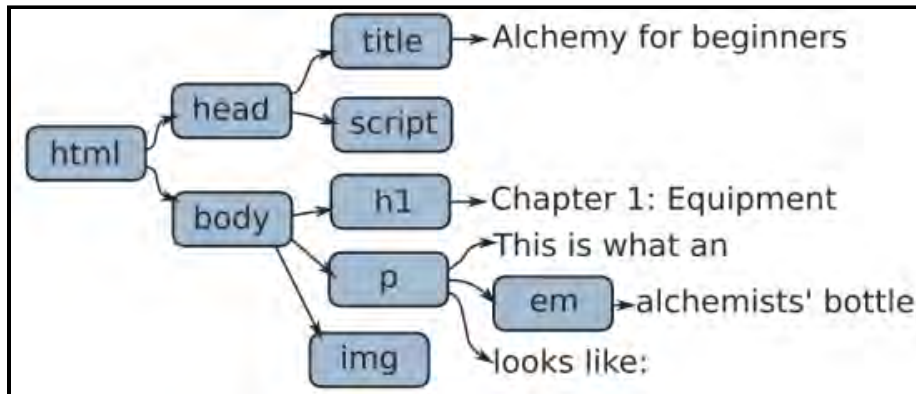 title
Alchemy for beginners
head
script
html
h1
Chapter 1: Equipment
body
This is what an
p
em
alchemists' bottle
img
looks like: